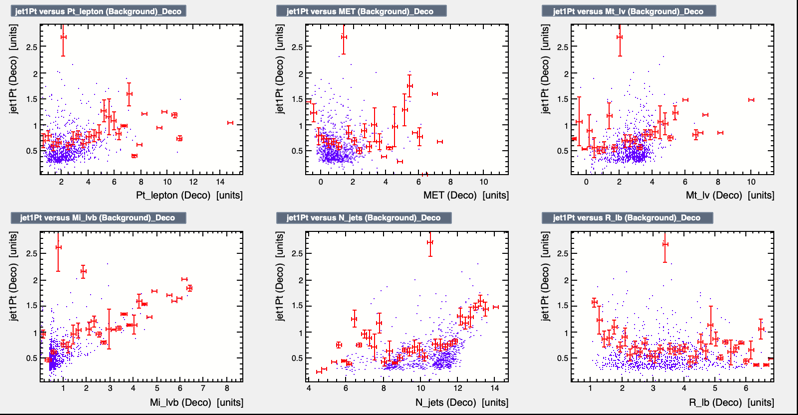 jet1Pt versus Pt_lepton (Background)_Deco
jet1Pt (Deco) [units]
2.5
2
1.5
1
0.5
2 4 6 8 10 12 14
Pt_lepton (Deco) [units]
jet1Pt versus MET (Background)_Deco
jet1Pt (Deco) [units]
2.5
2
1.5
1
0.5
0 2 4 6 8 10
MET (Deco) [units]
jet1Pt versus Mt_lv (Background)_Deco
jet1Pt (Deco) [units]
2.5
2
1.5
1
0.5
0 2 4 6 8 10
Mt_lv (Deco) [units]
jet1Pt versus Mi_lvb (Background)_Deco
jet1Pt (Deco) [units]
2.5
2
1.5
1
0.5
1 2 3 4 5 6 7 8
Mi_lvb (Deco) [units]
jet1Pt versus N_jets (Background)_Deco
jet1Pt (Deco) [units]
2.5
2
1.5
1
0.5
4 6 8 10 12 14
N_jets (Deco) [units]
jet1Pt versus R_lb (Background)_Deco
jet1Pt (Deco) [units]
2.5
2
1.5
1
0.5
1 2 3 4 5 6
R_lb (Deco) [units]